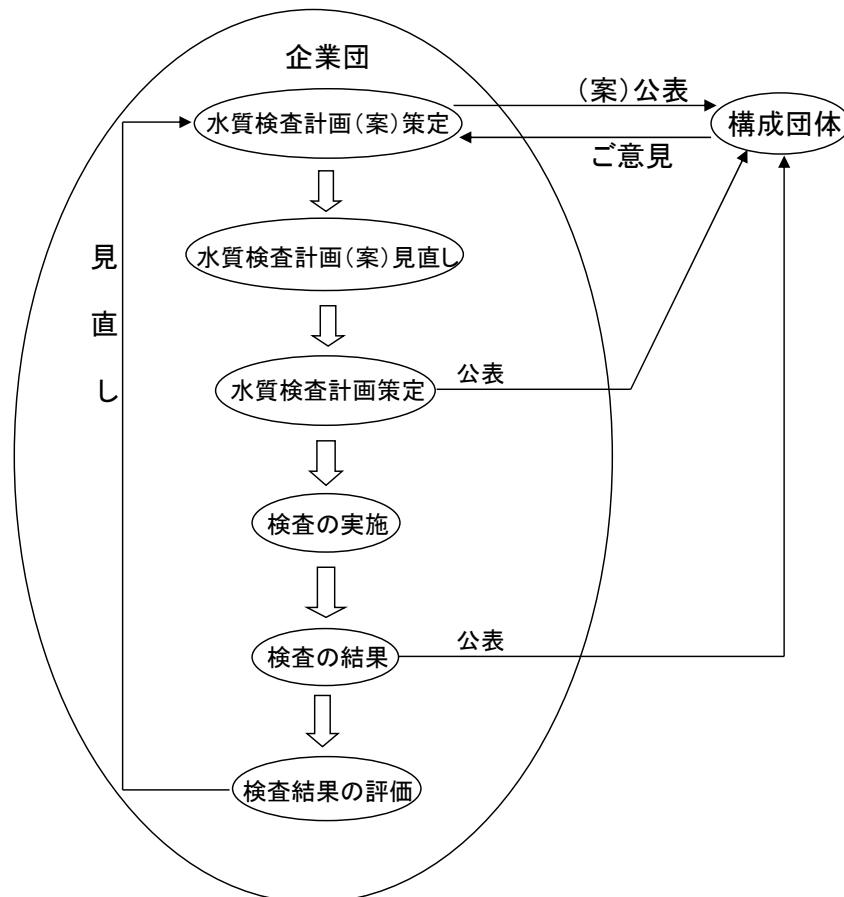 企業団
(案)公表
水質検査計画(案)策定
構成団体
ご意見
水質検査計画(案)見直し
見直し
水質検査計画策定
公表
検査の実施
検査の結果
公表
検査結果の評価